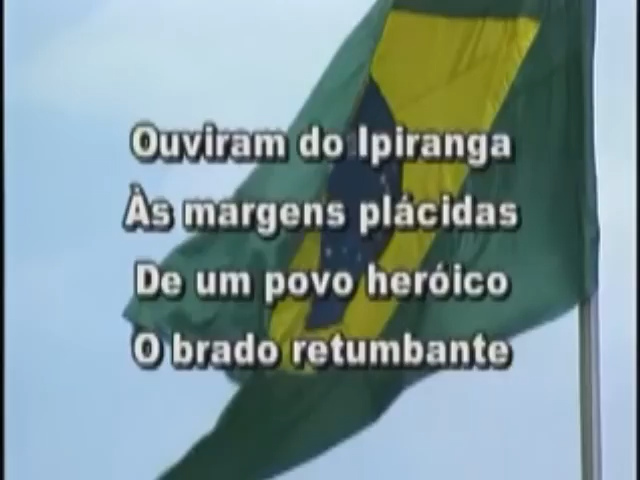 Ouviram do Ipiranga
Às margens plácidas
De um povo heróico
O brado retumbante